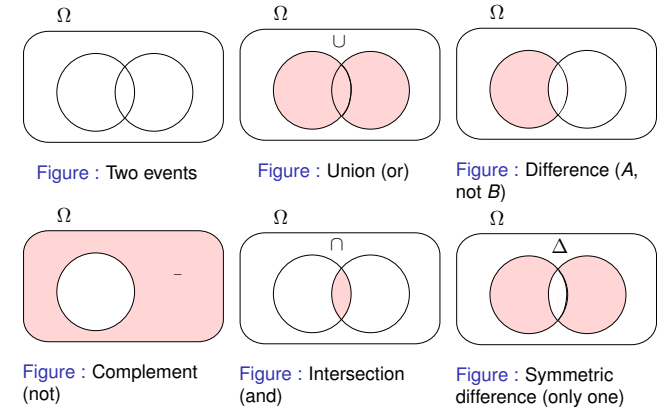 Ω
Ω
Ω
∪
Figure : Two events
Figure : Union (or)
Figure : Difference (A,
not B)
Ω
Ω
Ω
∩
Δ
–
Figure : Complement
(not)
Figure : Intersection
(and)
Figure : Symmetric
difference (only one)